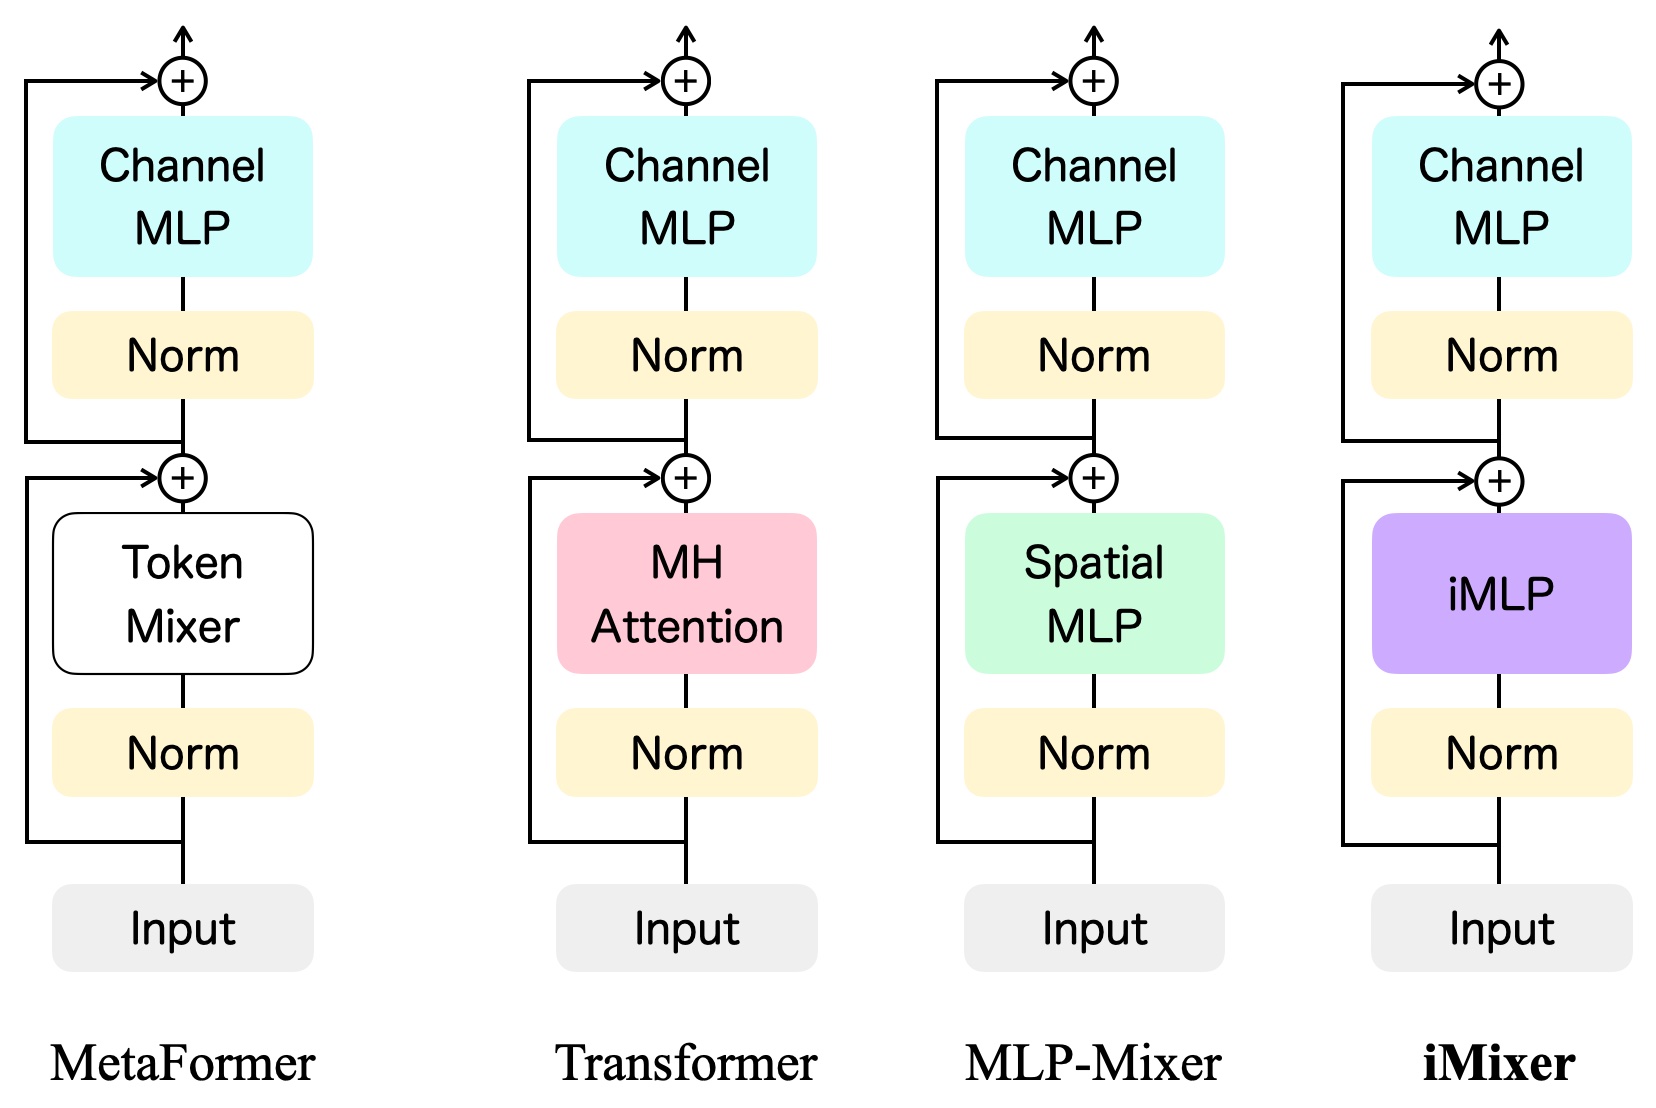 Channel
MLP
Norm
Token
Mixer
Norm
Input
MetaFormer
Channel
MLP
Norm
MH
Attention
Norm
Input
Transformer
Channel
MLP
Norm
Spatial
MLP
Norm
Input
MLP-Mixer
Channel
MLP
Norm
iMLP
Norm
Input
iMixer